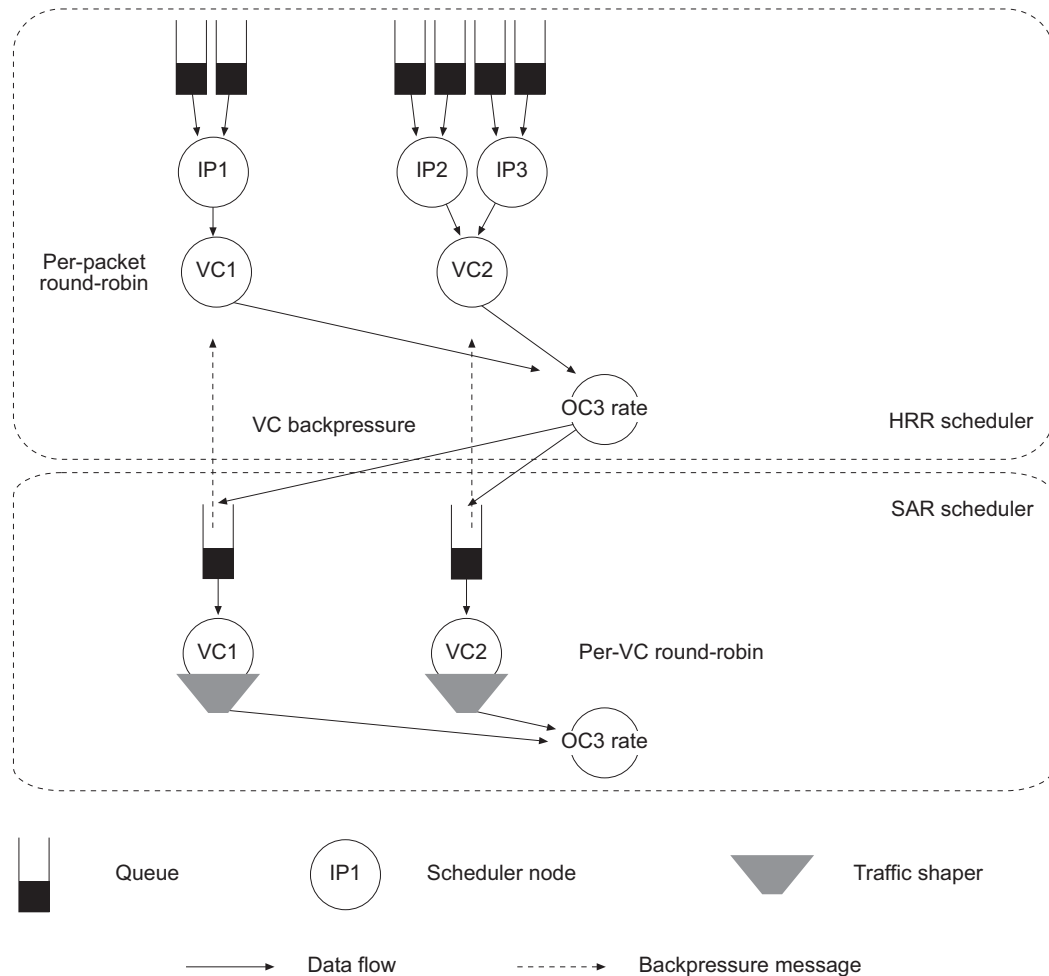 IP1
IP2
IP3
Per-packet
round-robin
VC1
VC2
OC3 rate
VC backpressure
HRR scheduler
SAR scheduler
VC1
VC2
Per-VC round-robin
OC3 rate
Queue
IP1
Scheduler node
Traffic shaper
Data flow
Backpressure message